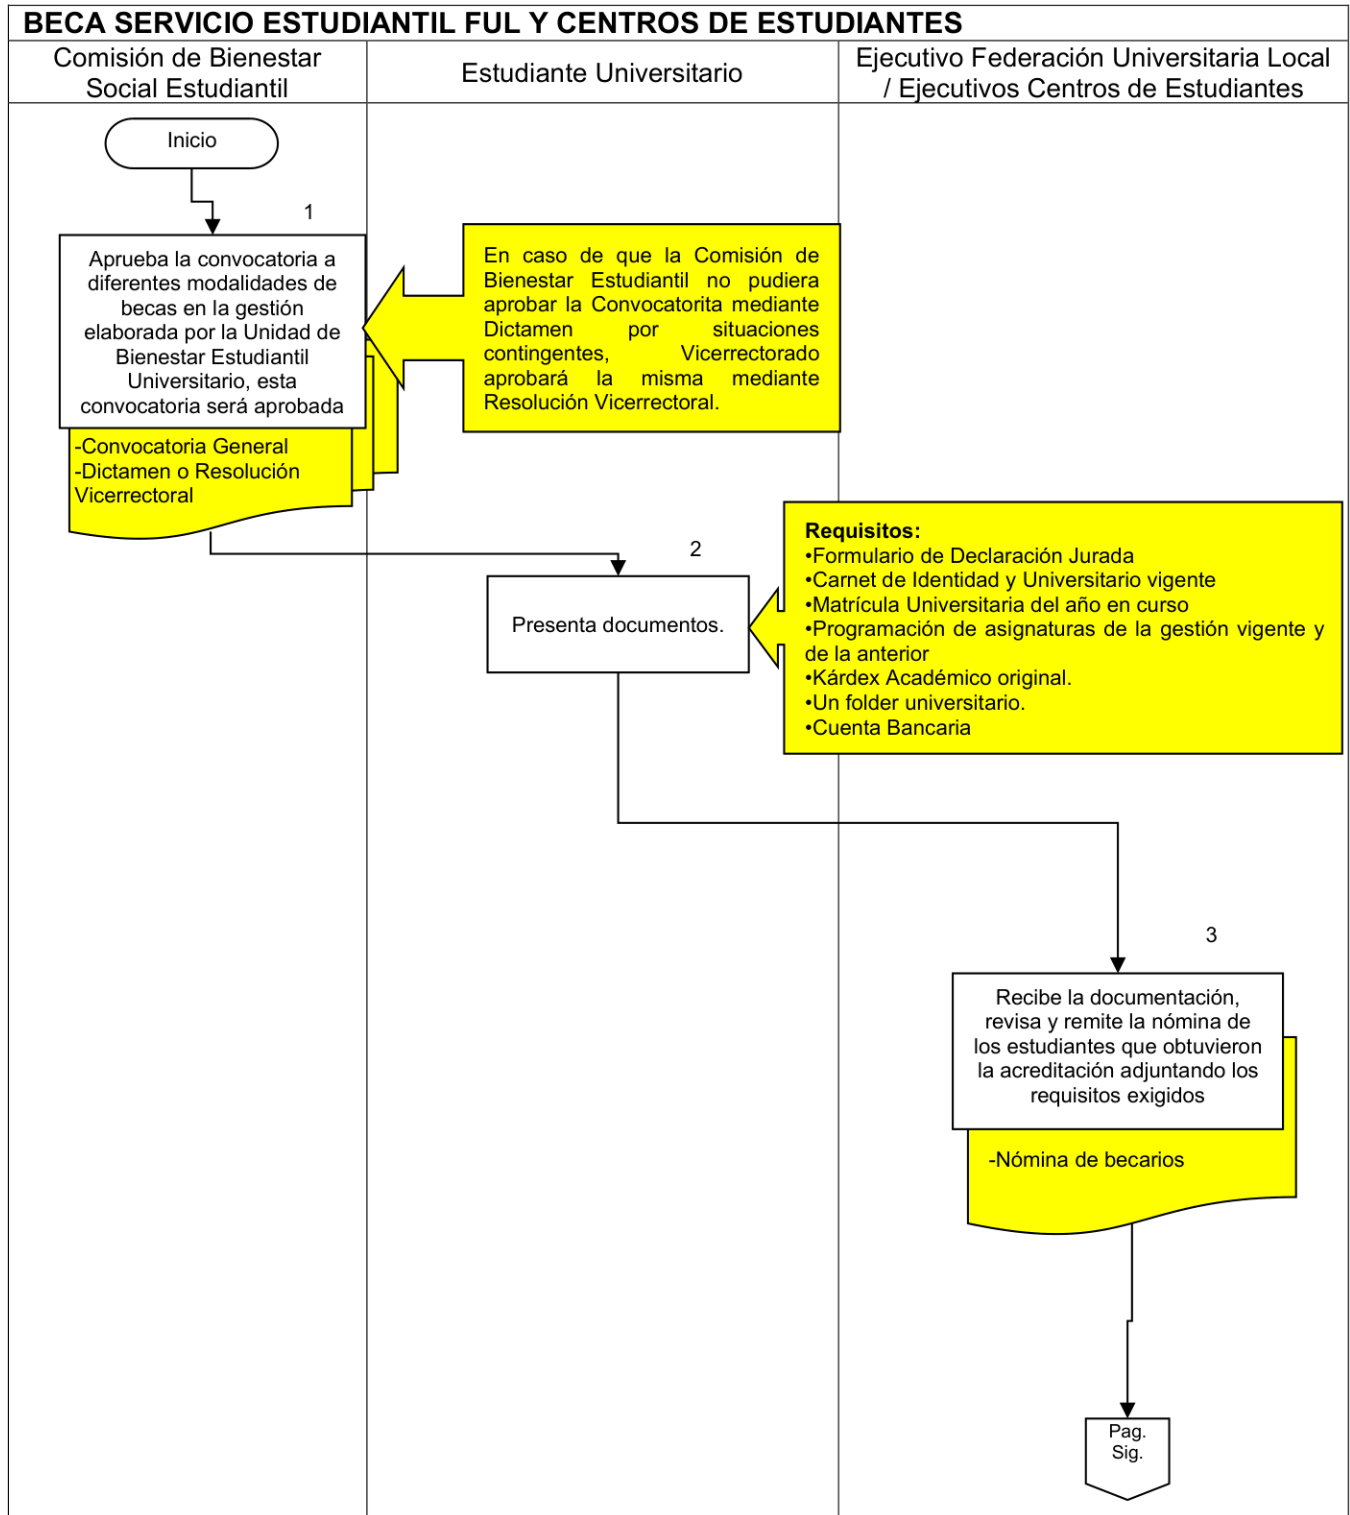 BECA SERVICIO ESTUDIANTIL FUL Y CENTROS DE ESTUDIANTES
Comisión de Bienestar
Social Estudiantil
Estudiante Universitario
Ejecutivo Federación Universitaria Local
/ Ejecutivos Centros de Estudiantes
Inicio
1
Aprueba la convocatoria a
diferentes modalidades de
becas en la gestión
elaborada por la Unidad de
Bienestar Estudiantil
Universitario, esta
convocatoria será aprobada
-Convocatoria General
-Dictamen o Resolución
Vicerrectoral
En caso de que la Comisión de
Bienestar Estudiantil no pudiera
aprobar la Convocatorita mediante
Dictamen por situaciones
contingentes, Vicerrectorado
aprobará la misma mediante
Resolución Vicerrectoral.
2
Presenta documentos.
Requisitos:
•Formulario de Declaración Jurada
•Carnet de Identidad y Universitario vigente
•Matrícula Universitaria del año en curso
•Programación de asignaturas de la gestión vigente y
de la anterior
•Kárdex Académico original.
•Un folder universitario.
•Cuenta Bancaria
3
Recibe la documentación,
revisa y remite la nómina de
los estudiantes que obtuvieron
la acreditación adjuntando los
requisitos exigidos
-Nómina de becarios
Pag.
Sig.